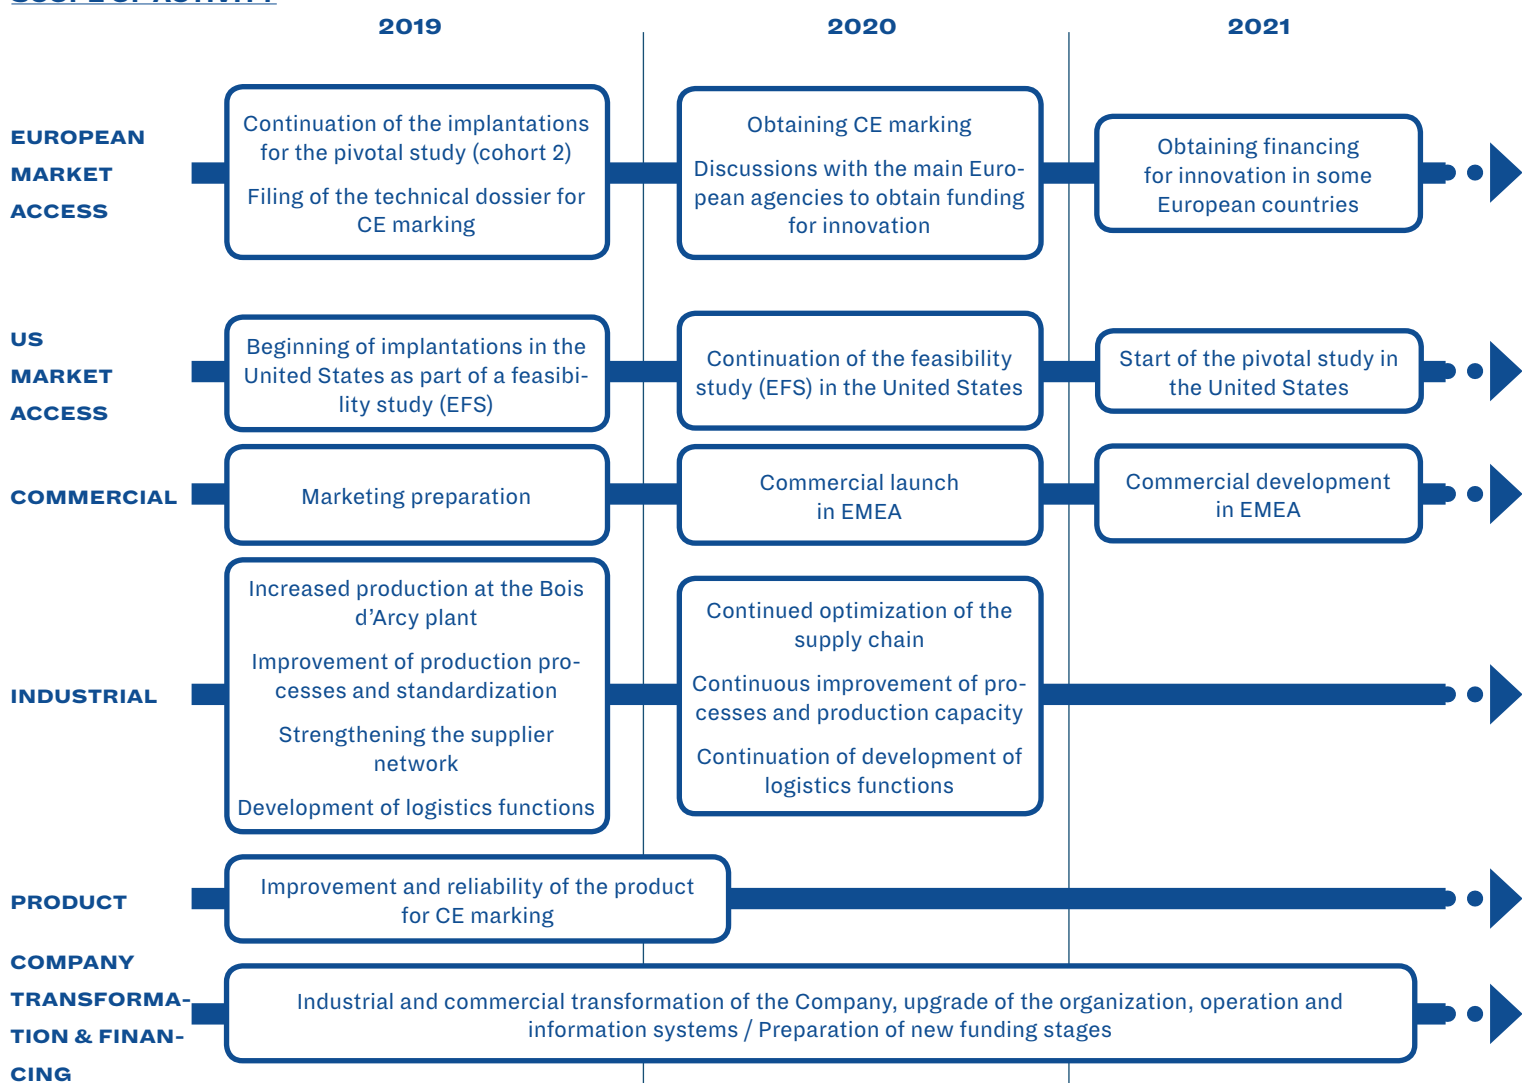 SCOPE OF ACTIVITY
2019
2020
2021
EUROPEAN
MARKET
ACCESS
Continuation of the implantations
for the pivotal study (cohort 2)
Filing of the technical dossier for
CE marking
Obtaining CE marking
Discussions with the main Euro-
pean agencies to obtain funding
for innovation
Obtaining financing
for innovation in some
European countries
US
MARKET
ACCESS
Beginning of implantations in the
United States as part of a feasibi-
lity study (EFS)
Continuation of the feasibility
study (EFS) in the United States
Start of the pivotal study in
the United States
COMMERCIAL
Marketing preparation
Commercial launch
in EMEA
Commercial development
in EMEA
INDUSTRIAL
Increased production at the Bois
d’Arcy plant
Improvement of production pro-
cesses and standardization
Strengthening the supplier
network
Development of logistics functions
Continued optimization of the
supply chain
Continuous improvement of pro-
cesses and production capacity
Continuation of development of
logistics functions
PRODUCT
Improvement and reliability of the product
for CE marking
COMPANY
TRANSFORMA-
TION & FINAN-
CING
Industrial and commercial transformation of the Company, upgrade of the organization, operation and
information systems / Preparation of new funding stages